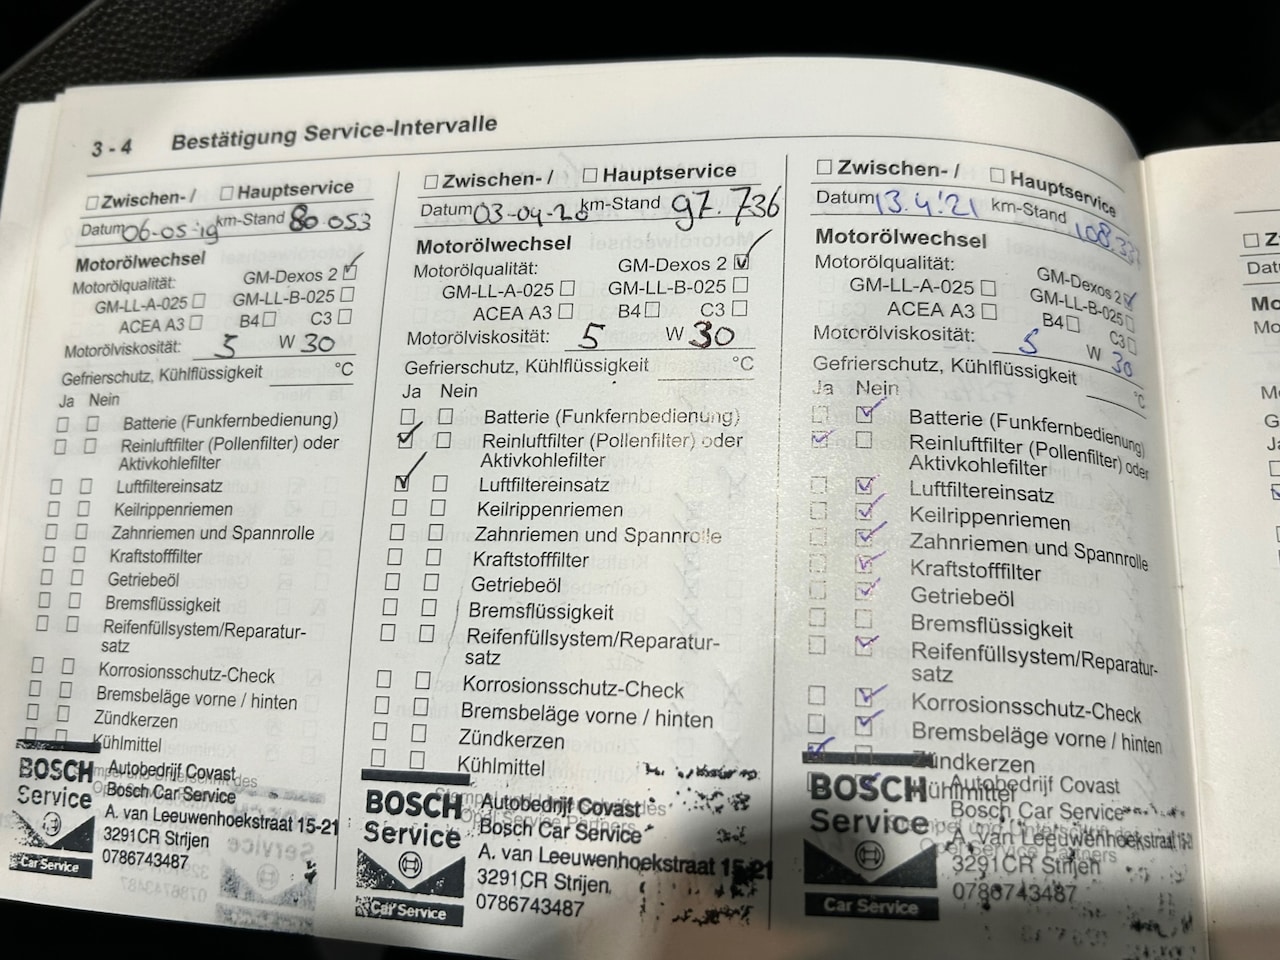 3 - 4 Bestätigung Service-Intervalle
Zwischen- / Hauptservice
Datum 06-05-19 km-Stand 80 053
Motorölwechsel
Motorölqualität: GM-Dexos 2
GM-LL-A-025 GM-LL-B-025
ACEA A3 B4 C3
Motorölviskosität: 5 W 30
Gefrierschutz, Kühlflüssigkeit °C
Ja Nein
Batterie (Funkfernbedienung)
Reinluftfilter (Pollenfilter) oder
Aktivkohlefilter
Luftfiltereinsatz
Keilrippenriemen
Zahnriemen und Spannrolle
Kraftstofffilter
Getriebeöl
Bremsflüssigkeit
Reifenfüllsystem/Reparatur-
satz
Korrosionsschutz-Check
Bremsbeläge vorne / hinten
Zündkerzen
Kühlmittel
BOSCH
Service
Car Service
Autobedrijf Covast
Bosch Car Service
A. van Leeuwenhoekstraat 15-21
3291CR Strijen
0786743487
Zwischen- / Hauptservice
Datum 03-04-20 km-Stand 97.736
Motorölwechsel
Motorölqualität: GM-Dexos 2
GM-LL-A-025 GM-LL-B-025
ACEA A3 B4 C3
Motorölviskosität: 5 W 30
Gefrierschutz, Kühlflüssigkeit °C
Ja Nein
Batterie (Funkfernbedienung)
Reinluftfilter (Pollenfilter) oder
Aktivkohlefilter
Luftfiltereinsatz
Keilrippenriemen
Zahnriemen und Spannrolle
Kraftstofffilter
Getriebeöl
Bremsflüssigkeit
Reifenfüllsystem/Reparatur-
satz
Korrosionsschutz-Check
Bremsbeläge vorne / hinten
Zündkerzen
Kühlmittel
BOSCH
Service
Car Service
Autobedrijf Covast
Bosch Car Service
A. van Leeuwenhoekstraat 15-21
3291CR Strijen
0786743487
Zwischen- / Hauptservice
Datum 13.4.'21 km-Stand
Motorölwechsel
Motorölqualität: GM-Dexos 2
GM-LL-A-025 GM-LL-B-025
ACEA A3 B4 C3
Motorölviskosität: 5 W 30
Gefrierschutz, Kühlflüssigkeit °C
Ja Nein
Batterie (Funkfernbedienung)
Reinluftfilter (Pollenfilter) oder
Aktivkohlefilter
Luftfiltereinsatz
Keilrippenriemen
Zahnriemen und Spannrolle
Kraftstofffilter
Getriebeöl
Bremsflüssigkeit
Reifenfüllsystem/Reparatur-
satz
Korrosionsschutz-Check
Bremsbeläge vorne / hinten
Zündkerzen
Kühlmittel
BOSCH
Service
Car Service
Autobedrijf Covast
Bosch Car Service
A. van Leeuwenhoekstraat 15-21
3291CR Strijen
0786743487